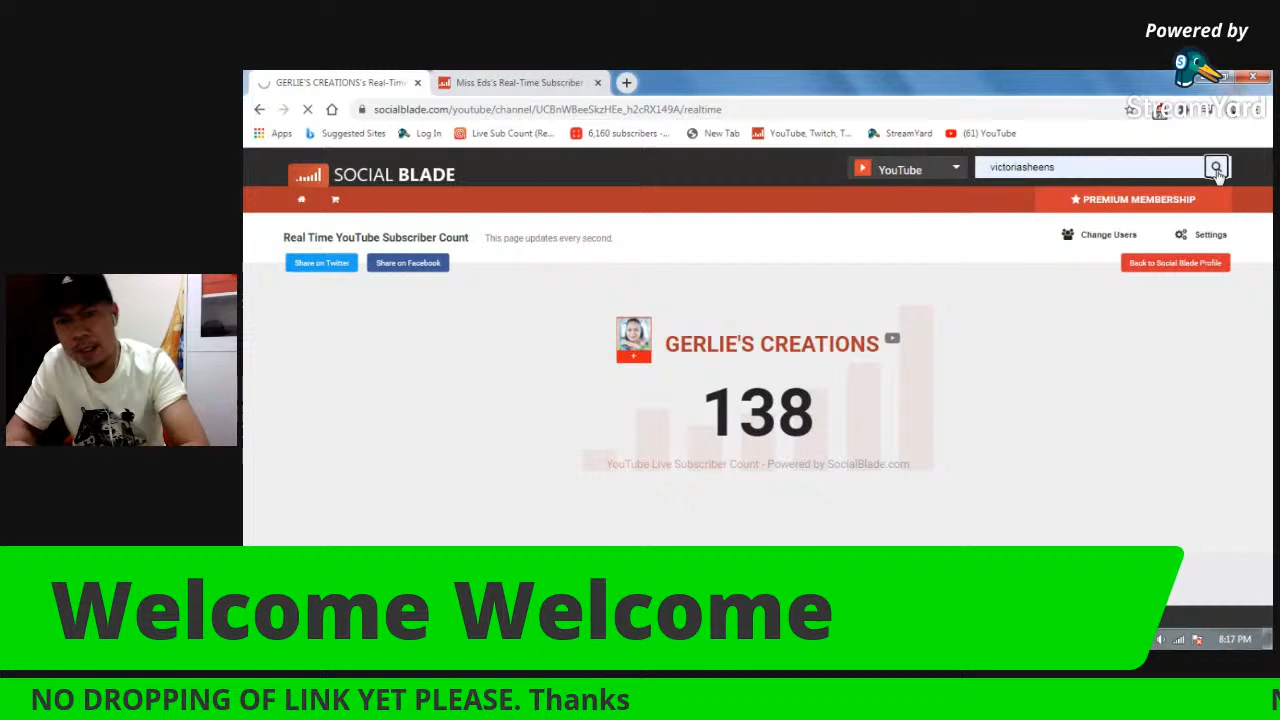 Powered by
StreamYard
GERLIE'S CREATIONS's Real-Tim
Miss Eds's Real-Time Subscriber
socialblade.com/youtube/channel/UCBnWBeeSkzHEe_h2cRX149A/realtime
Apps
Suggested Sites
Log In
Live Sub Count (Re...
6,160 subscribers -...
New Tab
YouTube, Twitch, T...
StreamYard
(61) YouTube
SOCIAL BLADE
YouTube
victoriasheens
PREMIUM MEMBERSHIP
Real Time YouTube Subscriber Count
This page updates every second.
Change Users
Settings
Share on Twitter
Share on Facebook
Back to Social Blade Profile
GERLIE'S CREATIONS
138
YouTube Live Subscriber Count - Powered by SocialBlade.com
Welcome Welcome
8:17 PM
NO DROPPING OF LINK YET PLEASE. Thanks